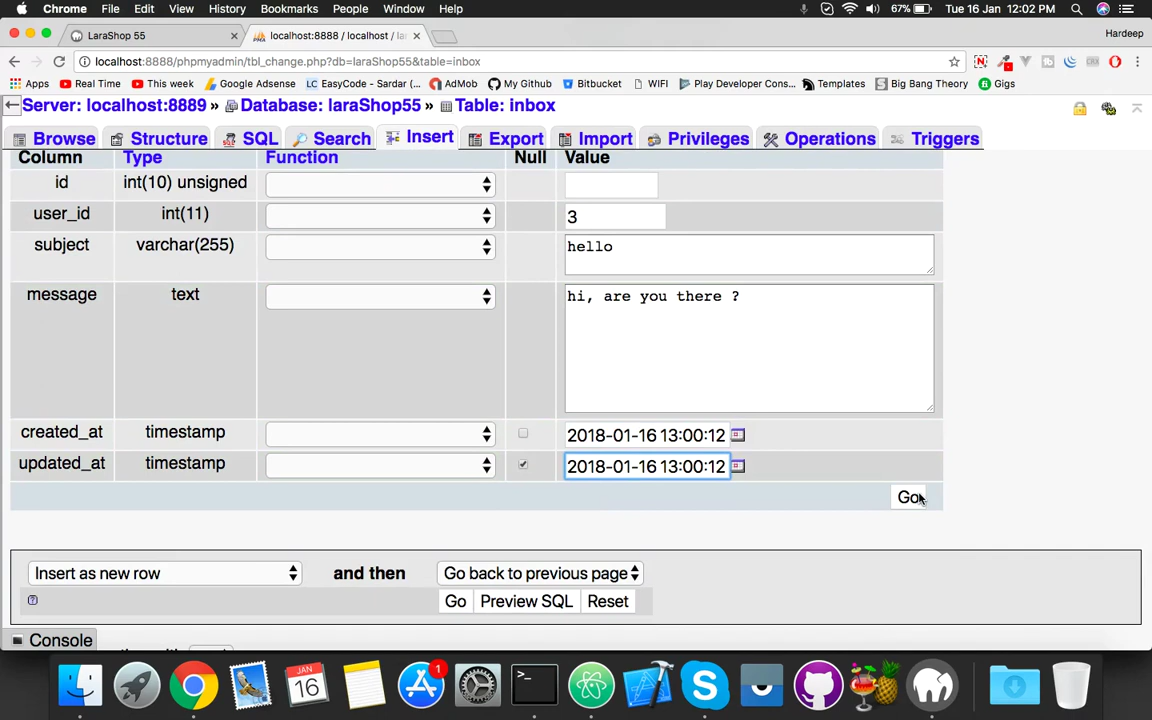 Chrome File Edit View History Bookmarks People Window Help 67% Tue 16 Jan 12:02 PM
LaraShop 55 localhost:8888 / localhost / la Hardeep
localhost:8888/phpmyadmin/tbl_change.php?db=laraShop55&table=inbox
Apps Real Time This week Google Adsense LC EasyCode - Sardar (... AdMob My Github Bitbucket WIFI Play Developer Cons... Templates Big Bang Theory Gigs
Server: localhost:8889 » Database: laraShop55 » Table: inbox
Browse Structure SQL Search Insert Export Import Privileges Operations Triggers
Column Type Function Null Value
id int(10) unsigned
user_id int(11) 3
subject varchar(255) hello
message text hi, are you there ?
created_at timestamp 2018-01-16 13:00:12
updated_at timestamp 2018-01-16 13:00:12
Go
Insert as new row and then Go back to previous page
Go Preview SQL Reset
Console
JAN
16
1